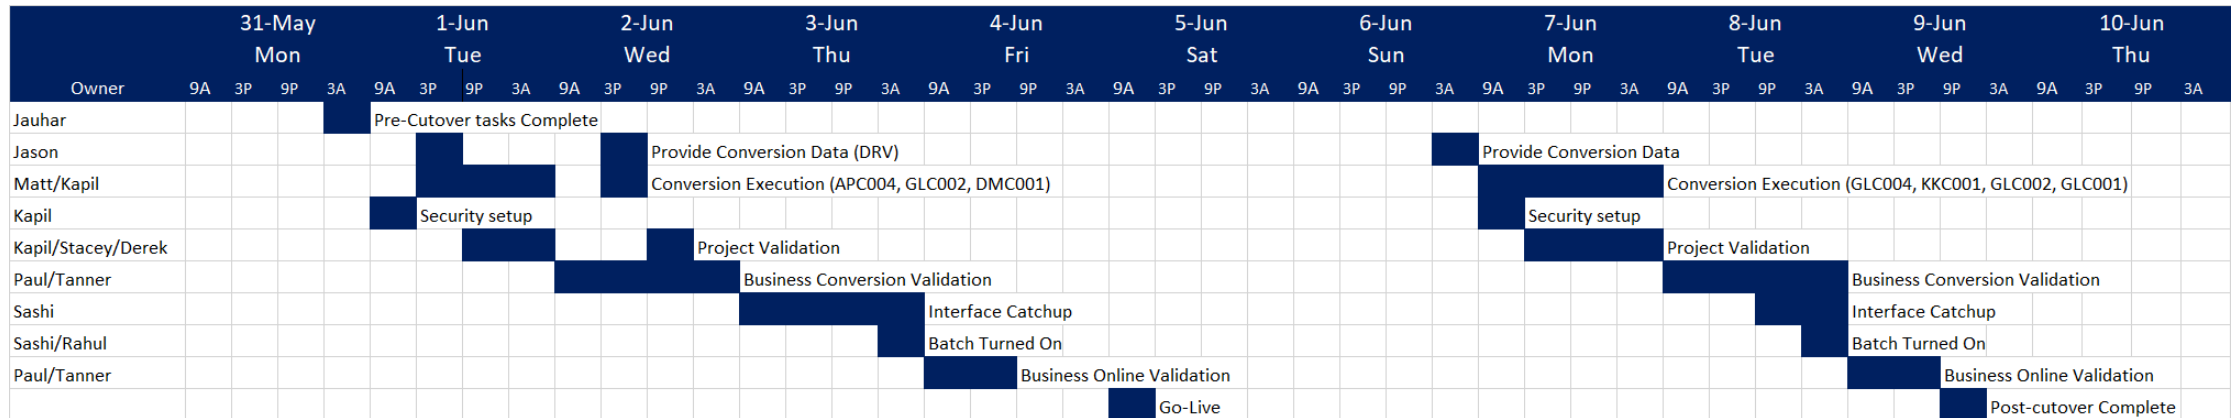 31-May 1-Jun 2-Jun 3-Jun 4-Jun 5-Jun 6-Jun 7-Jun 8-Jun 9-Jun 10-Jun
Mon Tue Wed Thu Fri Sat Sun Mon Tue Wed Thu
Owner 9A 3P 9P 3A 9A 3P 9P 3A 9A 3P 9P 3A 9A 3P 9P 3A 9A 3P 9P 3A 9A 3P 9P 3A 9A 3P 9P 3A 9A 3P 9P 3A 9A 3P 9P 3A 9A 3P 9P 3A 9A 3P 9P 3A
Jauhar Pre-Cutover tasks Complete
Jason Provide Conversion Data (DRV) Provide Conversion Data
Matt/Kapil Conversion Execution (APC004, GLC002, DMC001) Conversion Execution (GLC004, KKC001, GLC002, GLC001)
Kapil Security setup Security setup
Kapil/Stacey/Derek Project Validation Project Validation
Paul/Tanner Business Conversion Validation Business Conversion Validation
Sashi Interface Catchup Interface Catchup
Sashi/Rahul Batch Turned On Batch Turned On
Paul/Tanner Business Online Validation Business Online Validation
Go-Live Post-cutover Complete